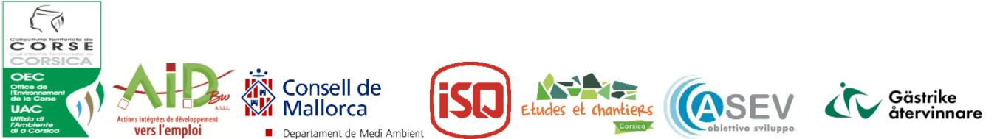 Collectivité Territoriale de
CORSE
Cullettività Territuriale di
CORSICA
OEC
Office de
l'Environnement
de la Corse
UAC
Uffiziu di
l'Ambiente
di a Corsica
AiD
BW
A.S.B.L.
Actions intégrées de développement
vers l'emploi
Consell de
Mallorca
Departament de Medi Ambient
iSQ
Etudes et chantiers
Corsica
ASEV
obiettivo sviluppo
Gästrike
återvinnare